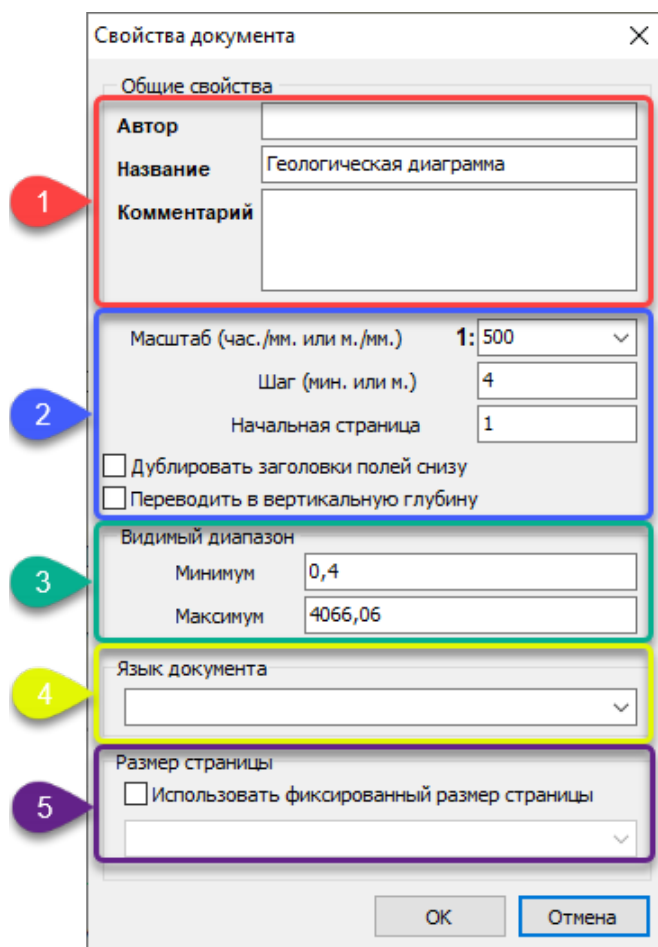 Свойства документа
Общие свойства
Автор
Название Геологическая диаграмма
1
Комментарий
Масштаб (час./мм. или м./мм.) 1: 500
Шаг (мин. или м.) 4
2
Начальная страница 1
Дублировать заголовки полей снизу
Переводить в вертикальную глубину
Видимый диапазон
3
Минимум 0,4
Максимум 4066,06
Язык документа
4
Размер страницы
5
Использовать фиксированный размер страницы
OK Отмена